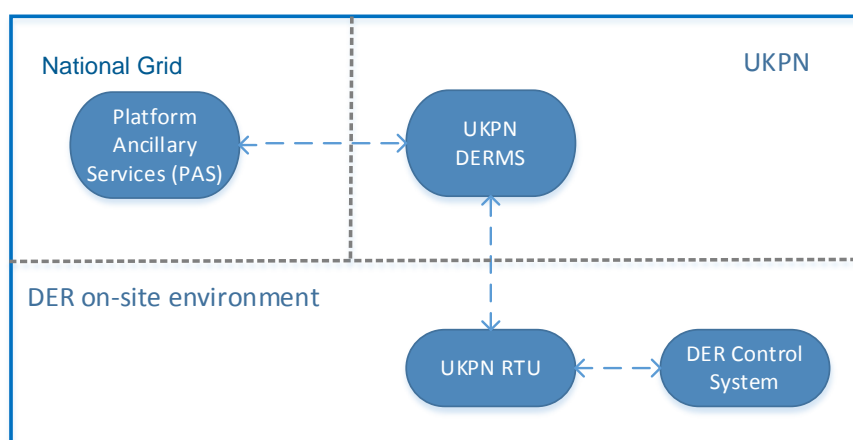 National Grid
UKPN
Platform
Ancillary
Services (PAS)
UKPN
DERMS
DER on-site environment
UKPN RTU
DER Control
System